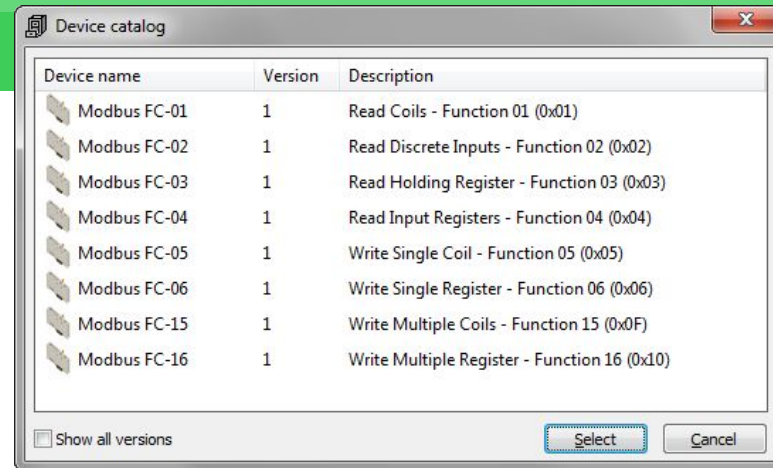 Device catalog
Device name Version Description
Modbus FC-01 1 Read Coils - Function 01 (0x01)
Modbus FC-02 1 Read Discrete Inputs - Function 02 (0x02)
Modbus FC-03 1 Read Holding Register - Function 03 (0x03)
Modbus FC-04 1 Read Input Registers - Function 04 (0x04)
Modbus FC-05 1 Write Single Coil - Function 05 (0x05)
Modbus FC-06 1 Write Single Register - Function 06 (0x06)
Modbus FC-15 1 Write Multiple Coils - Function 15 (0x0F)
Modbus FC-16 1 Write Multiple Register - Function 16 (0x10)
Show all versions Select Cancel